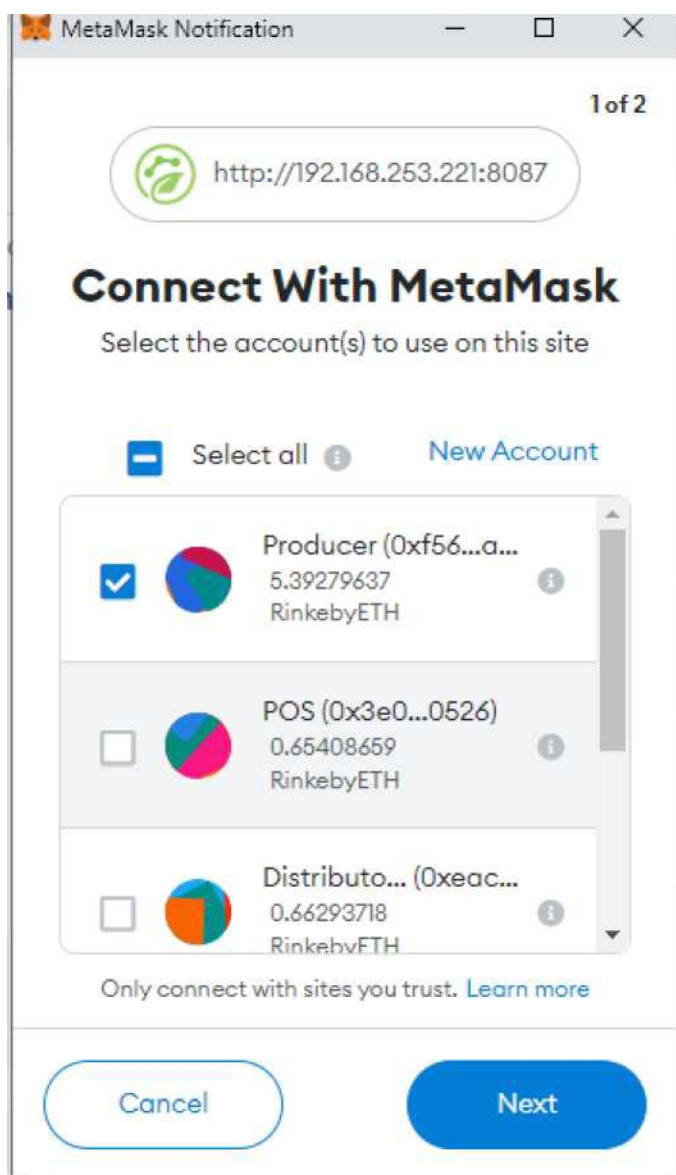 MetaMask Notification
1 of 2
http://192.168.253.221:8087
Connect With MetaMask
Select the account(s) to use on this site
Select all
New Account
Producer (0xf56...a...
5.39279637
RinkebyETH
POS (0x3e0...0526)
0.65408659
RinkebyETH
Distributo... (0xeac...
0.66293718
RinkebyETH
Only connect with sites you trust. Learn more
Cancel
Next